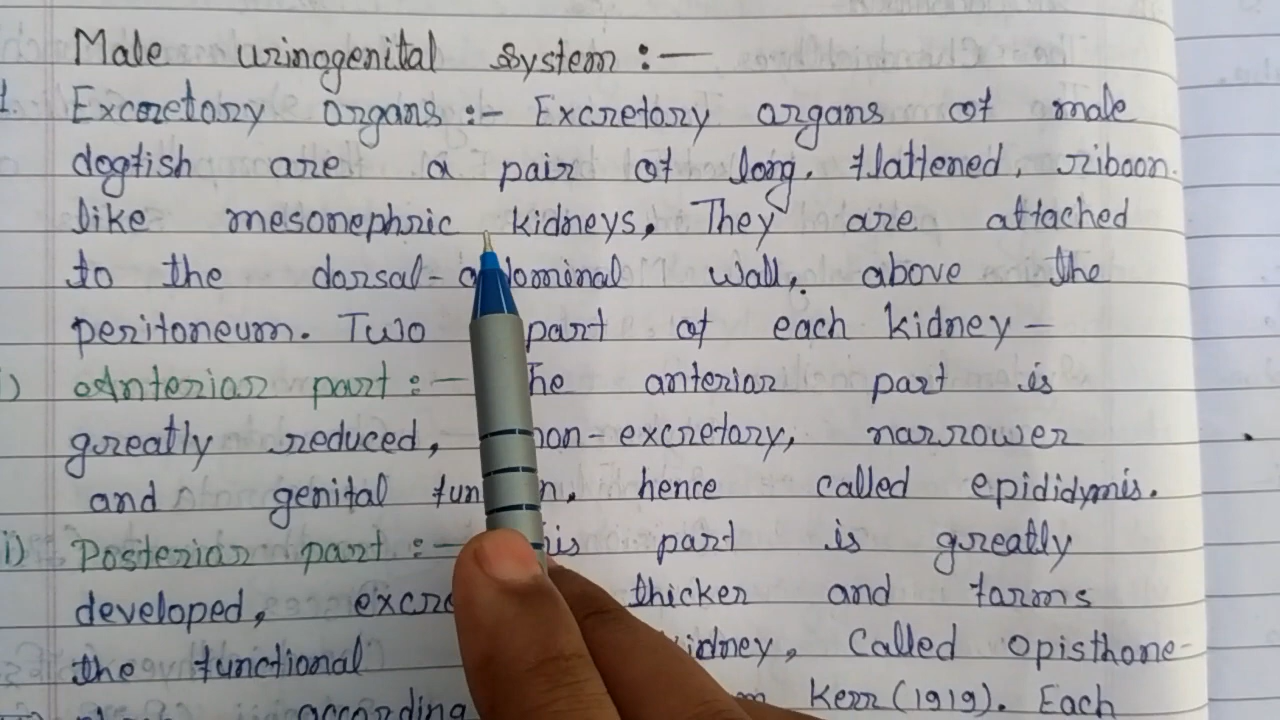 Male urinogenital system :—
1. Excretory organs :- Excretory organs of male
dogfish are a pair of long, flattened, riboon
like mesonephric kidneys. They are attached
to the dorsal-abdominal wall, above the
peritoneum. Two part of each kidney —
i) Anterior part :— The anterior part is
greatly reduced, non-excretory, narrower
and genital function, hence called epididymis.
i) Posterior part :— This part is greatly
developed, thicker and forms
the functional kidney, called opisthone-
according Kerr (1919). Each